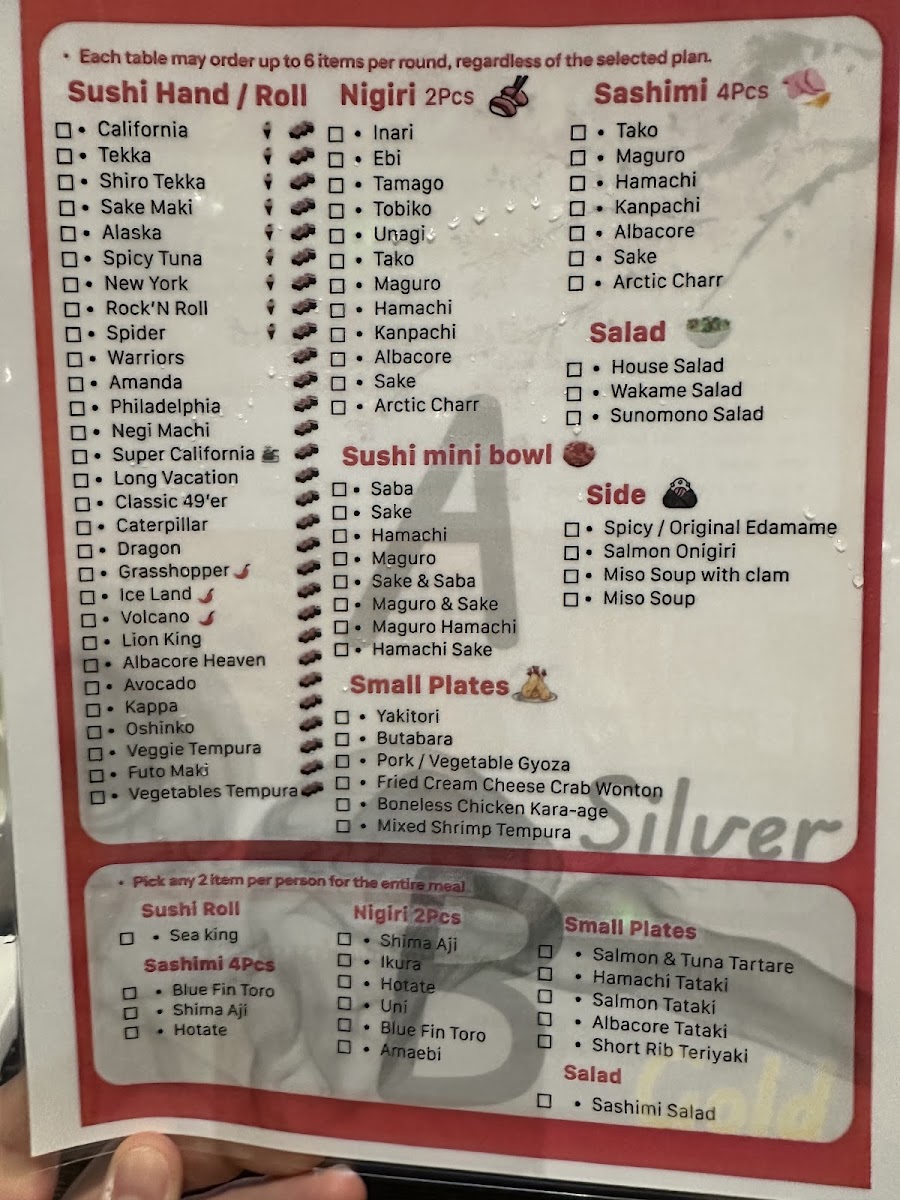 • Each table may order up to 6 items per round, regardless of the selected plan.
Sushi Hand / Roll
• California
• Tekka
• Shiro Tekka
• Sake Maki
• Alaska
• Spicy Tuna
• New York
• Rock'N Roll
• Spider
• Warriors
• Amanda
• Philadelphia
• Negi Machi
• Super California
• Long Vacation
• Classic 49'er
• Caterpillar
• Dragon
• Grasshopper
• Ice Land
• Volcano
• Lion King
• Albacore Heaven
• Avocado
• Kappa
• Oshinko
• Veggie Tempura
• Futo Maki
• Vegetables Tempura
Nigiri 2Pcs
• Inari
• Ebi
• Tamago
• Tobiko
• Unagi
• Tako
• Maguro
• Hamachi
• Kanpachi
• Albacore
• Sake
• Arctic Charr
Sushi mini bowl
• Saba
• Sake
• Hamachi
• Maguro
• Sake & Saba
• Maguro & Sake
• Maguro Hamachi
• Hamachi Sake
Small Plates
• Yakitori
• Butabara
• Pork / Vegetable Gyoza
• Fried Cream Cheese Crab Wonton
• Boneless Chicken Kara-age
• Mixed Shrimp Tempura
Sashimi 4Pcs
• Tako
• Maguro
• Hamachi
• Kanpachi
• Albacore
• Sake
• Arctic Charr
Salad
• House Salad
• Wakame Salad
• Sunomono Salad
Side
• Spicy / Original Edamame
• Salmon Onigiri
• Miso Soup with clam
• Miso Soup
A
Silver
• Pick any 2 item per person for the entire meal
Sushi Roll
• Sea king
Sashimi 4Pcs
• Blue Fin Toro
• Shima Aji
• Hotate
Nigiri 2Pcs
• Shima Aji
• Ikura
• Hotate
• Uni
• Blue Fin Toro
• Amaebi
Small Plates
• Salmon & Tuna Tartare
• Hamachi Tataki
• Salmon Tataki
• Albacore Tataki
• Short Rib Teriyaki
Salad
• Sashimi Salad
B
Gold